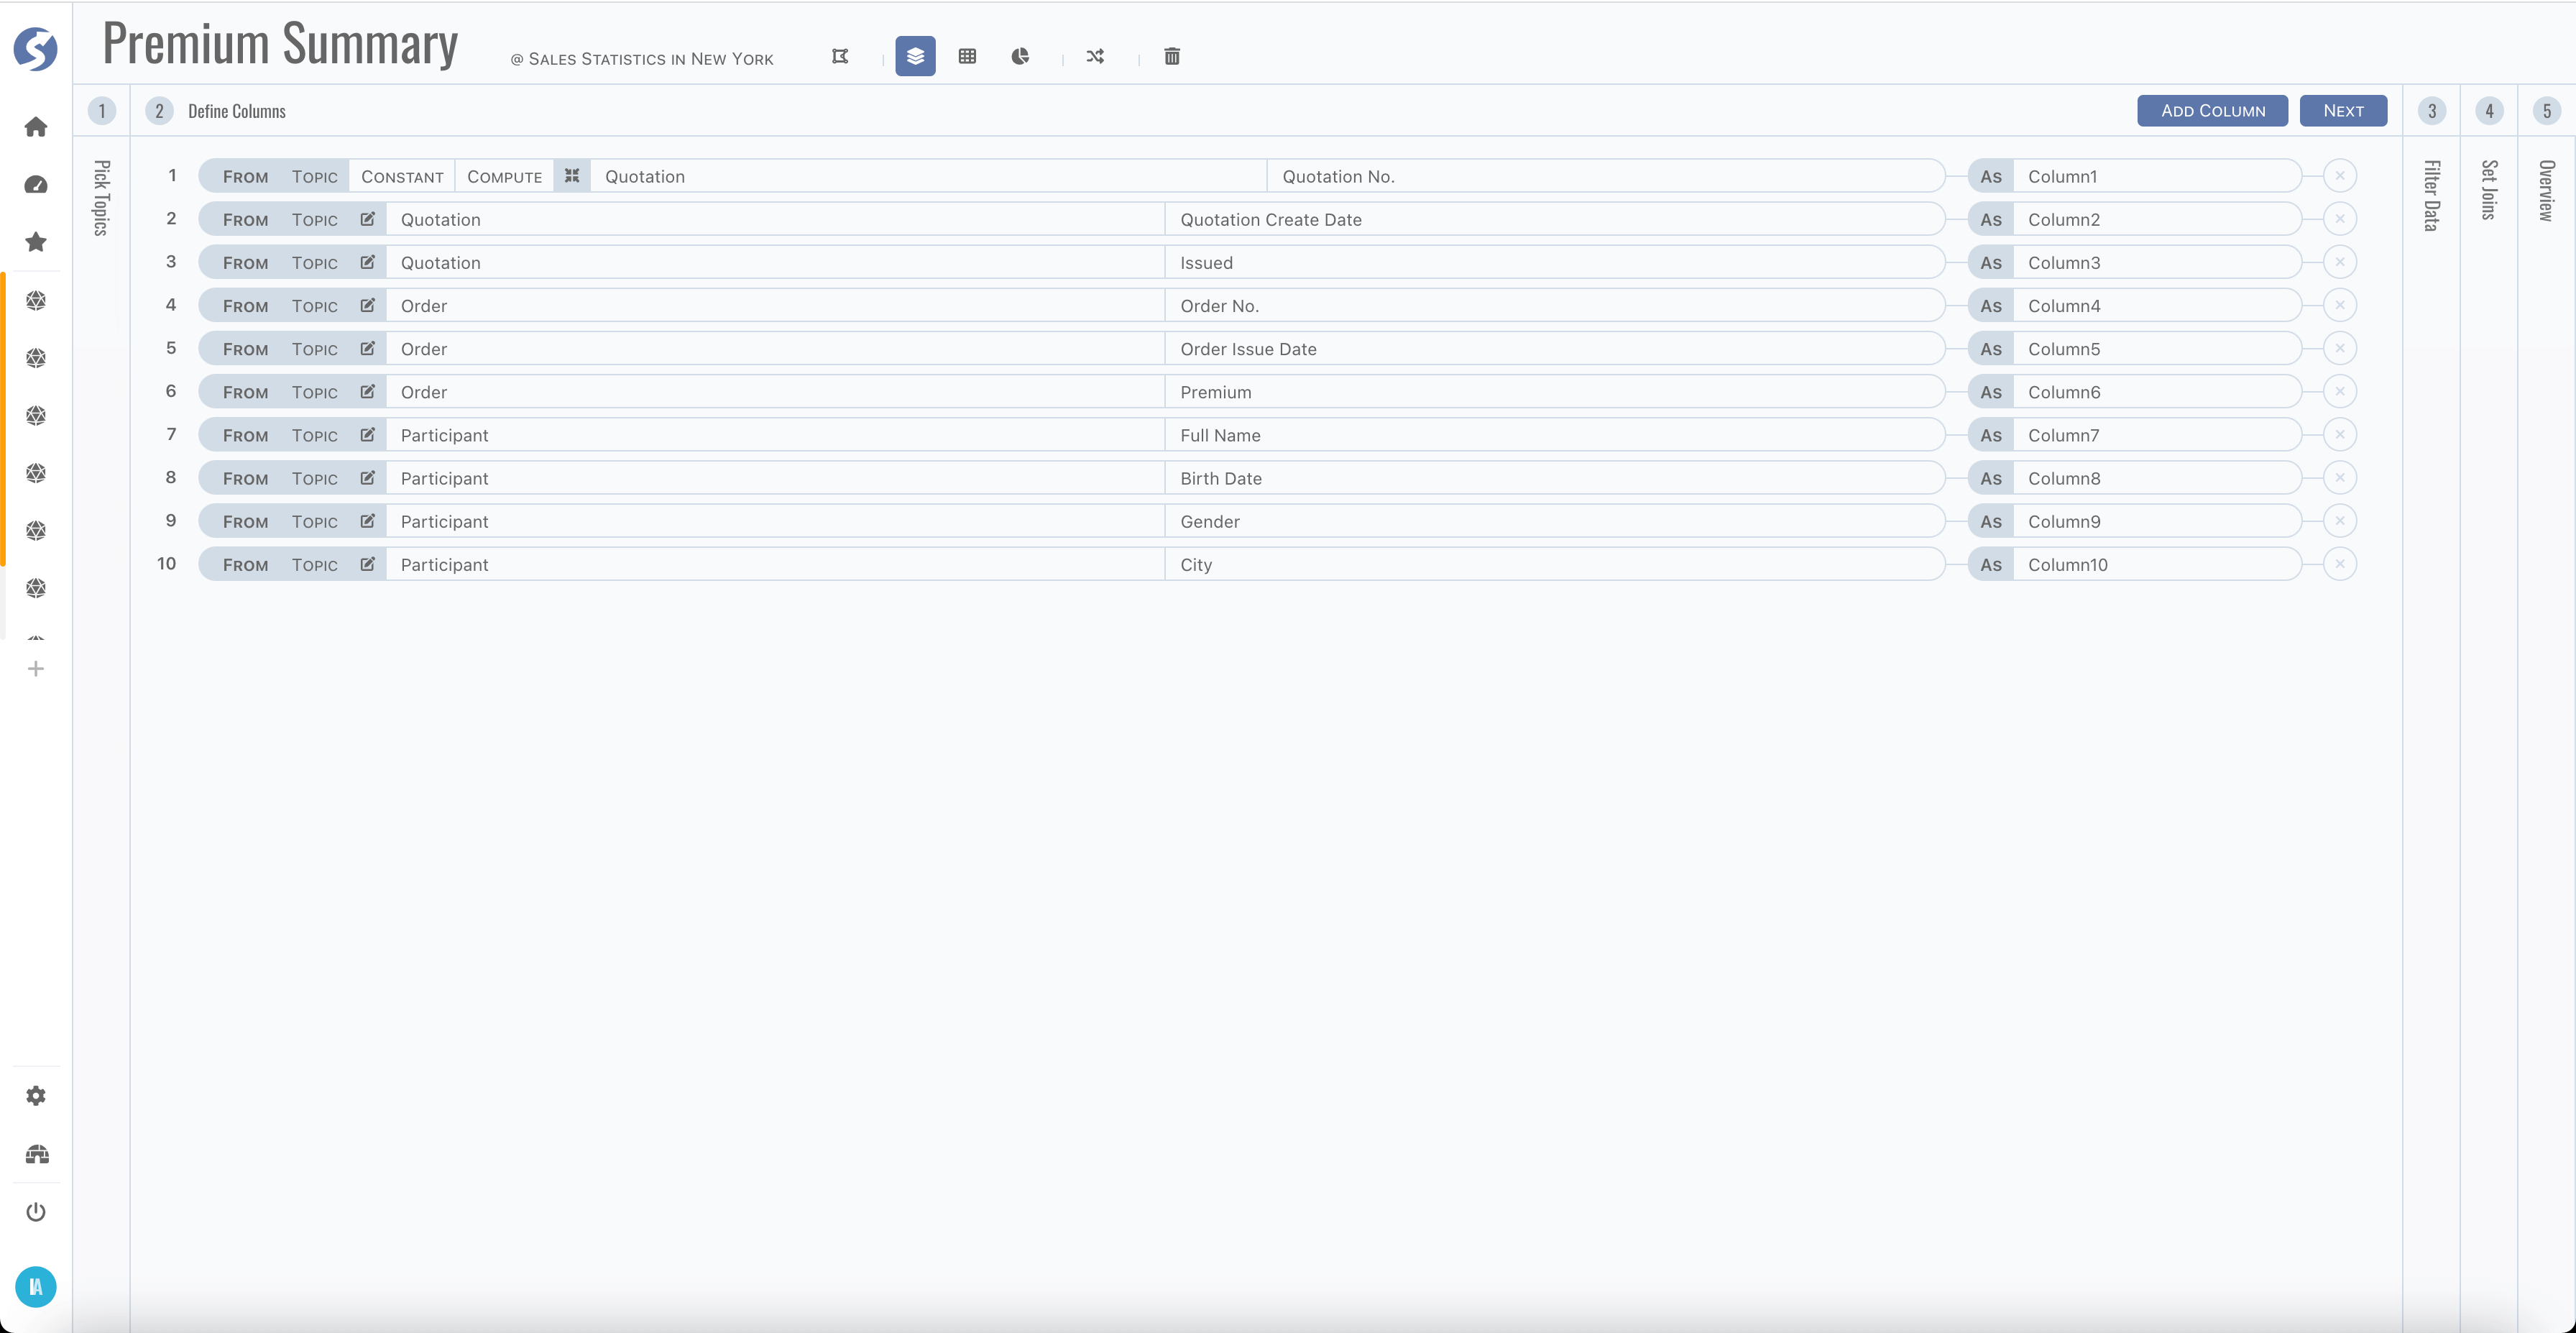 Premium Summary @ Sales Statistics in New York
1 2 Define Columns Add Column Next 3 4 5
Pick Topics
1 From Topic Constant Compute Quotation Quotation No. As Column1
2 From Topic Quotation Quotation Create Date As Column2
3 From Topic Quotation Issued As Column3
4 From Topic Order Order No. As Column4
5 From Topic Order Order Issue Date As Column5
6 From Topic Order Premium As Column6
7 From Topic Participant Full Name As Column7
8 From Topic Participant Birth Date As Column8
9 From Topic Participant Gender As Column9
10 From Topic Participant City As Column10
Filter Data
Set Joins
Overview
IA